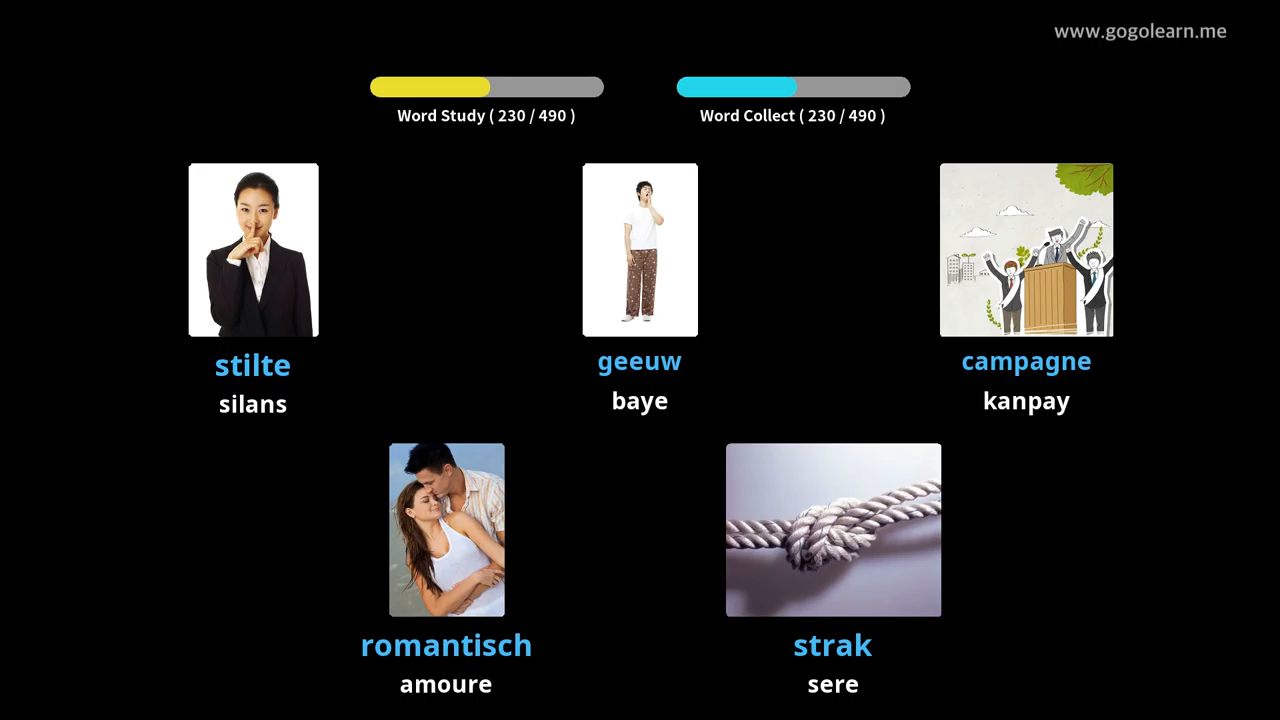 www.gogolearn.me
Word Study ( 230 / 490 )
Word Collect ( 230 / 490 )
stilte
silans
geeuw
baye
campagne
kanpay
romantisch
amoure
strak
sere